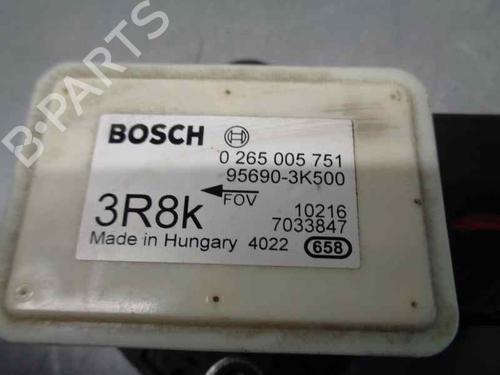 B-PARTS
BOSCH
0 265 005 751
95690-3K500
3R8k
FOV
10216
7033847
Made in Hungary 4022 658